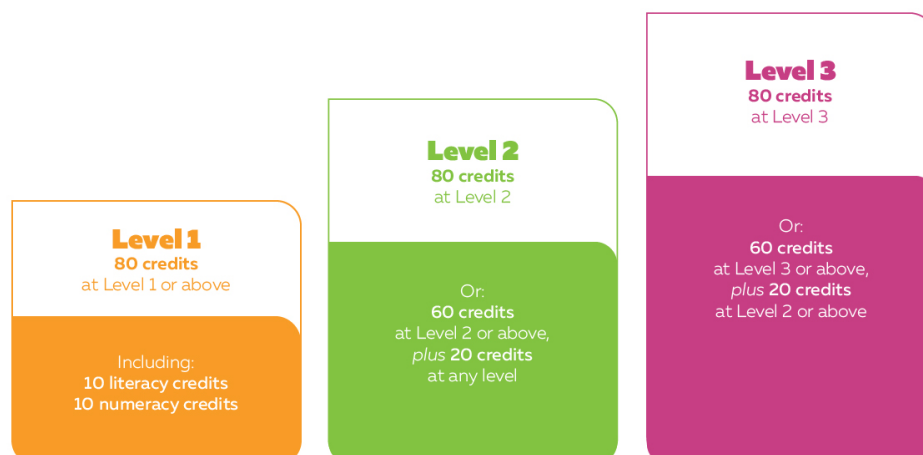 Level 1
80 credits
at Level 1 or above
Including:
10 literacy credits
10 numeracy credits
Level 2
80 credits
at Level 2
Or:
60 credits
at Level 2 or above,
plus 20 credits
at any level
Level 3
80 credits
at Level 3
Or:
60 credits
at Level 3 or above,
plus 20 credits
at Level 2 or above